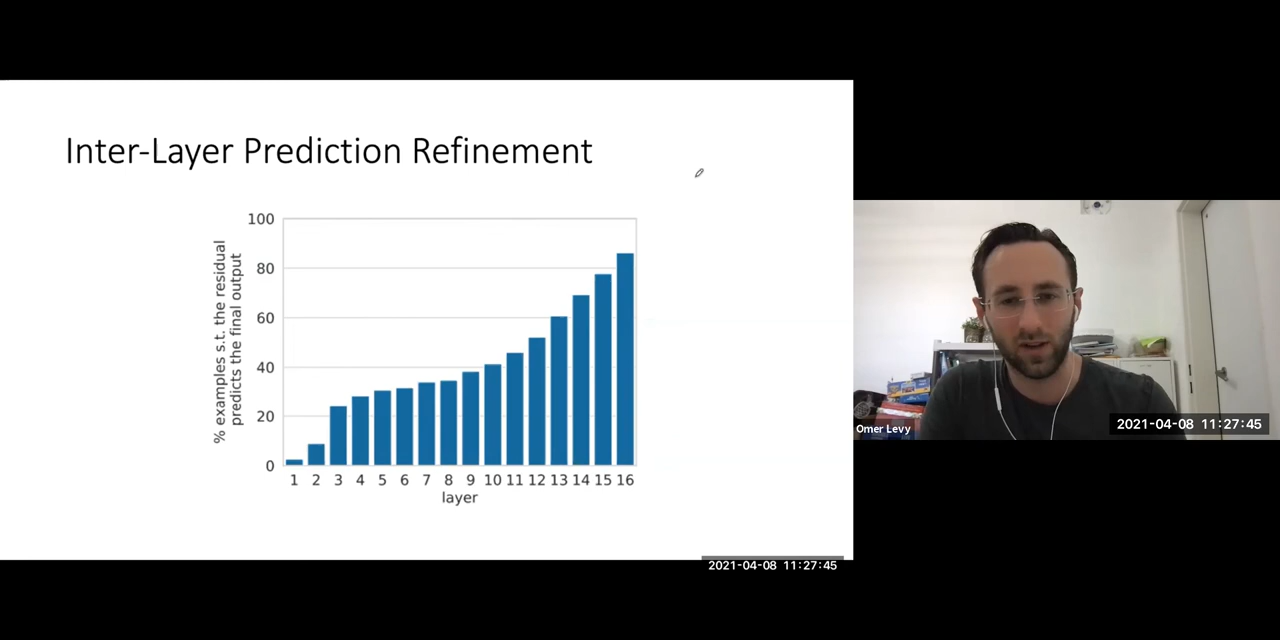 Inter-Layer Prediction Refinement
% examples s.t. the residual
predicts the final output
100
80
60
40
20
0
1 2 3 4 5 6 7 8 9 10 11 12 13 14 15 16
layer
Omer Levy
2021-04-08 11:27:45
2021-04-08 11:27:45